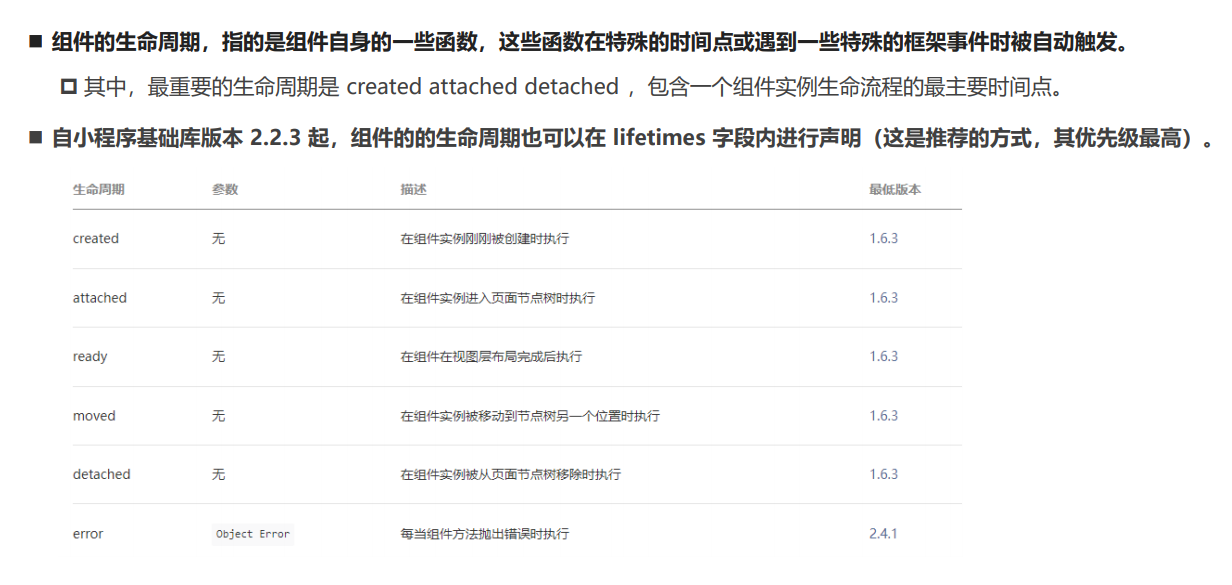 组件的生命周期，指的是组件自身的一些函数，这些函数在特殊的时间点或遇到一些特殊的框架事件时被自动触发。
其中，最重要的生命周期是 created attached detached ，包含一个组件实例生命流程的最主要时间点。
自小程序基础库版本 2.2.3 起，组件的的生命周期也可以在 lifetimes 字段内进行声明（这是推荐的方式，其优先级最高）。
生命周期 参数 描述 最低版本
created 无 在组件实例刚刚被创建时执行 1.6.3
attached 无 在组件实例进入页面节点树时执行 1.6.3
ready 无 在组件在视图层布局完成后执行 1.6.3
moved 无 在组件实例被移动到节点树另一个位置时执行 1.6.3
detached 无 在组件实例被从页面节点树移除时执行 1.6.3
error Object Error 每当组件方法抛出错误时执行 2.4.1